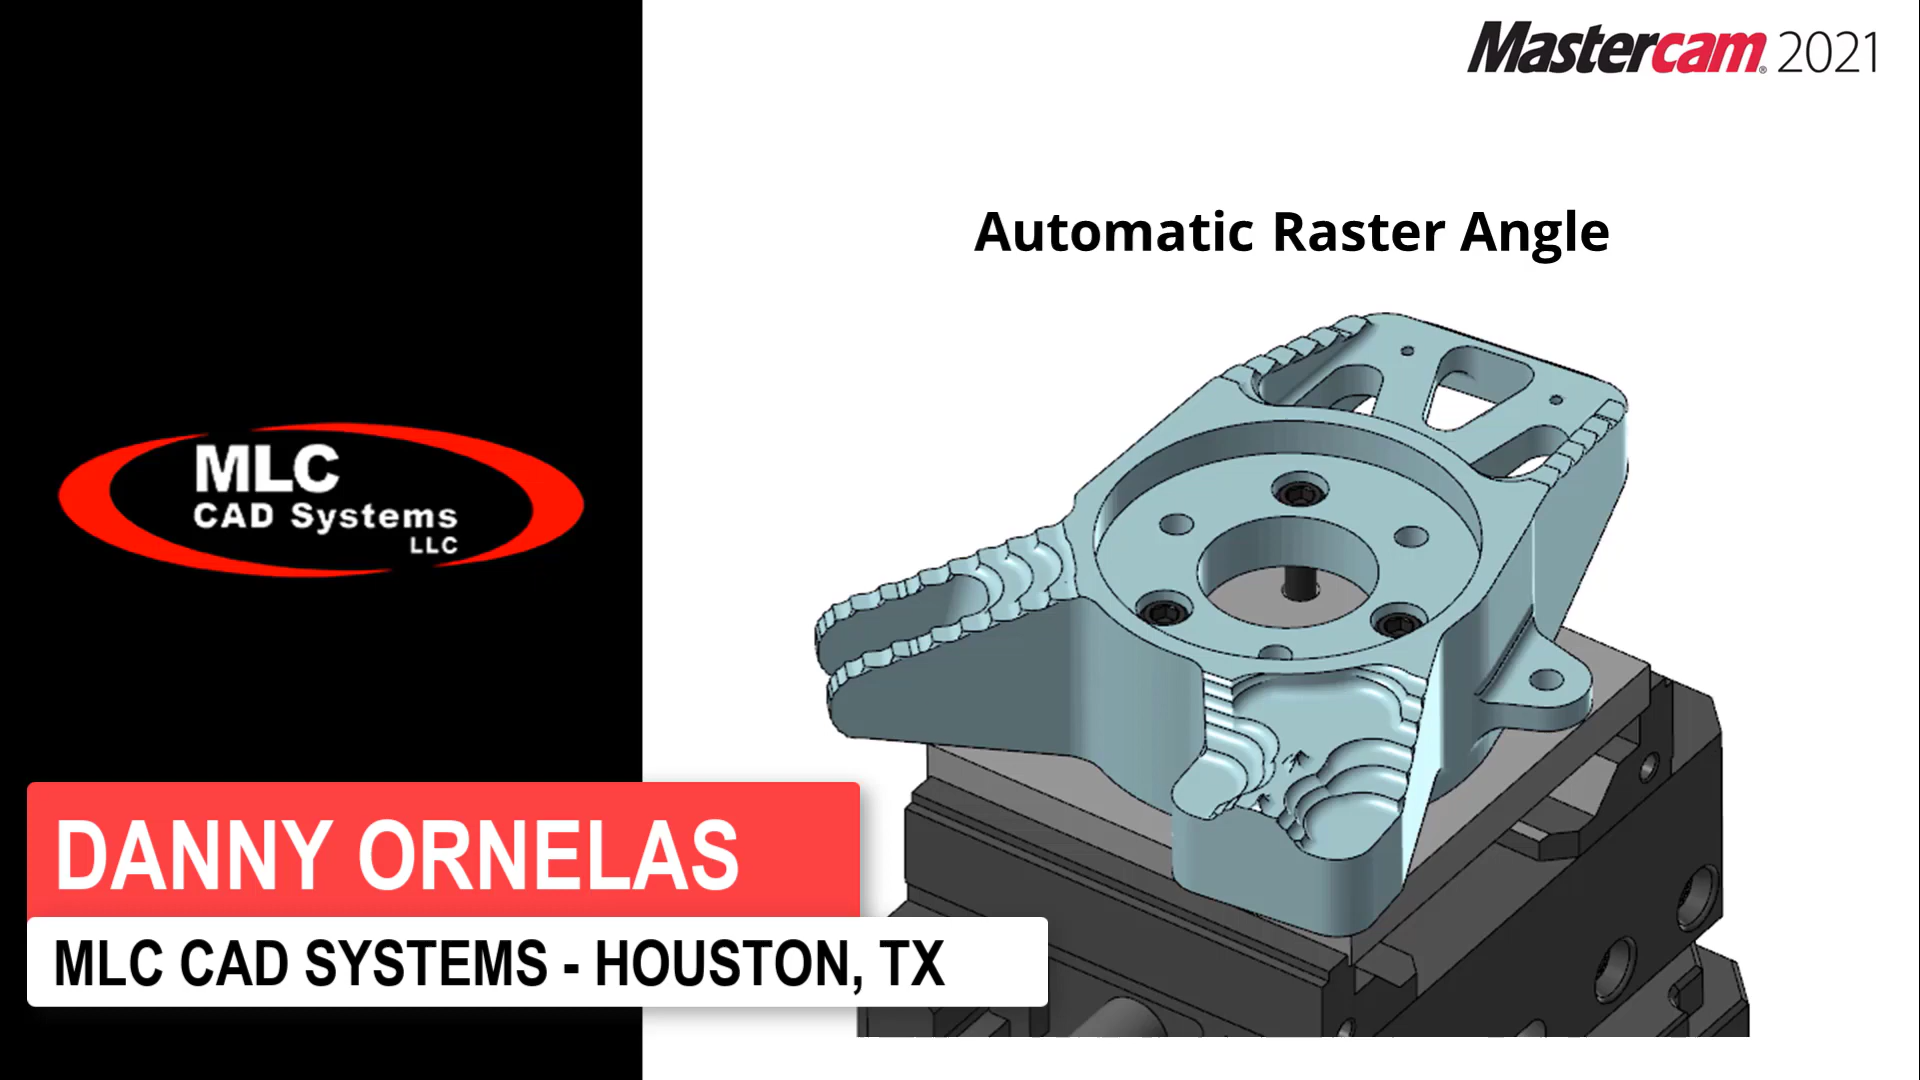 Mastercam® 2021
Automatic Raster Angle
MLC
CAD Systems
LLC
DANNY ORNELAS
MLC CAD SYSTEMS - HOUSTON, TX